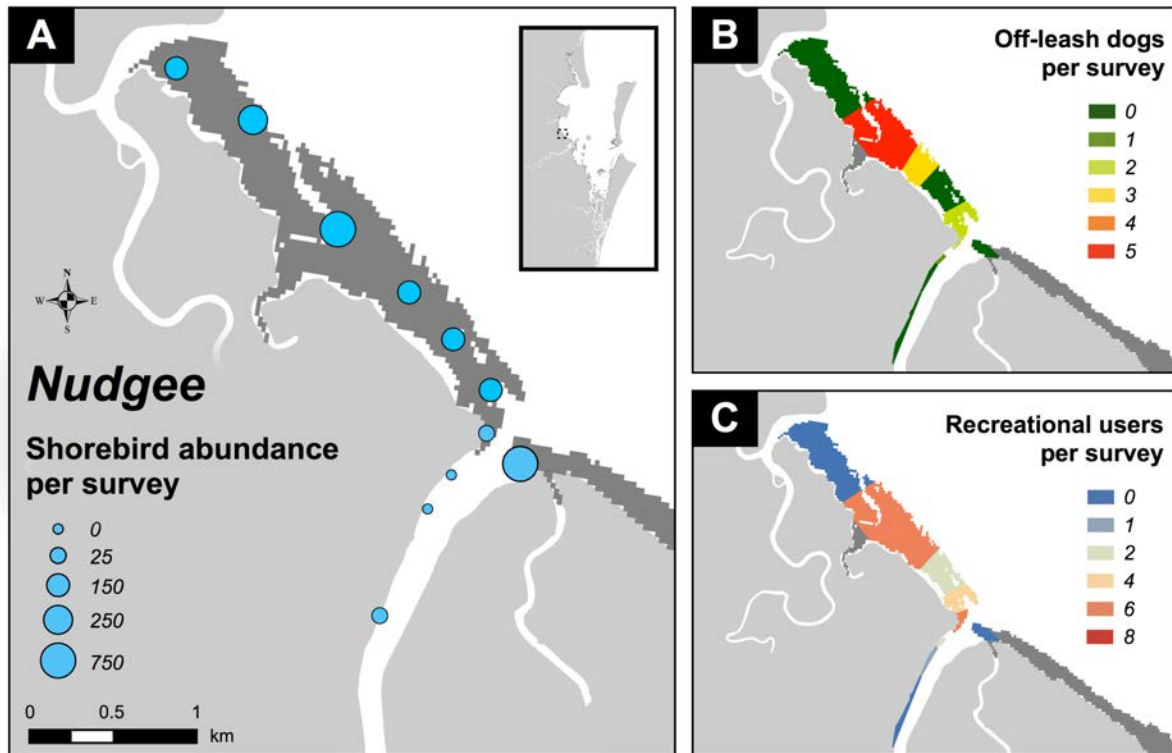 A
N
W E
S
Nudgee
Shorebird abundance
per survey
0
25
150
250
750
0 0.5 1
km
B
Off-leash dogs
per survey
0
1
2
3
4
5
C
Recreational users
per survey
0
1
2
4
6
8